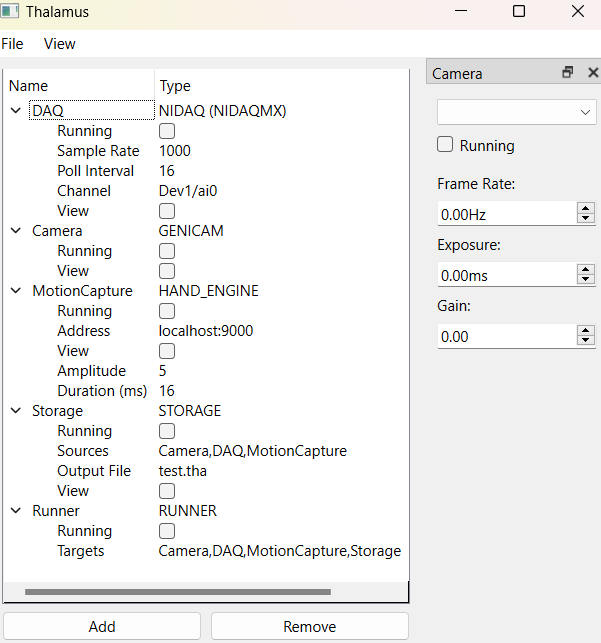 Thalamus
File View
Name Type
DAQ NIDAQ (NIDAQMX)
Running
Sample Rate 1000
Poll Interval 16
Channel Dev1/ai0
View
Camera GENICAM
Running
View
MotionCapture HAND_ENGINE
Running
Address localhost:9000
View
Amplitude 5
Duration (ms) 16
Storage STORAGE
Running
Sources Camera,DAQ,MotionCapture
Output File test.tha
View
Runner RUNNER
Running
Targets Camera,DAQ,MotionCapture,Storage
Add Remove
Camera
Running
Frame Rate:
0.00Hz
Exposure:
0.00ms
Gain:
0.00